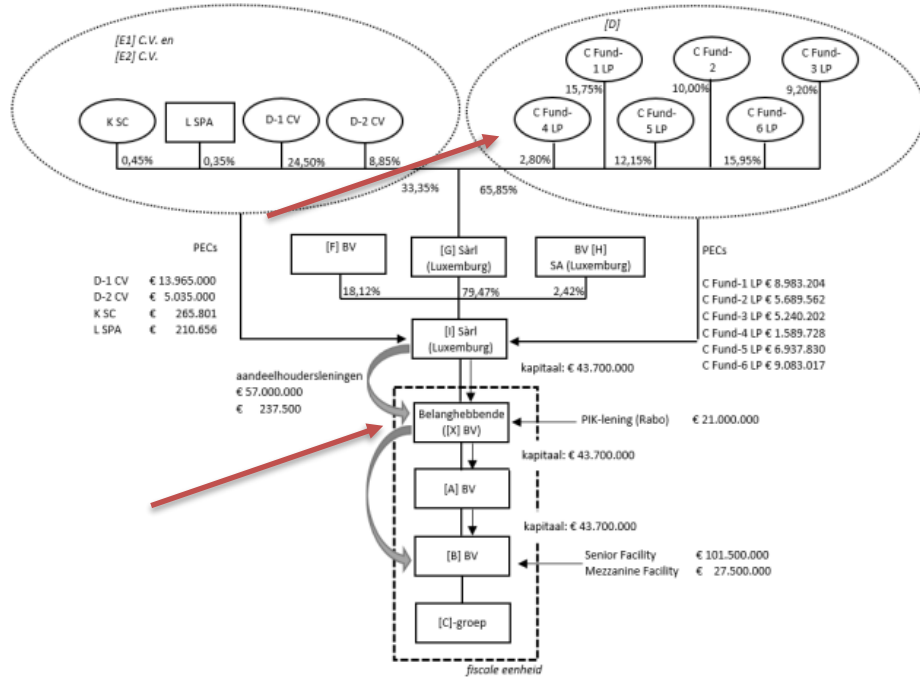 [E1] C.V. en
[E2] C.V.
[D]
K SC
L SPA
D-1 CV
D-2 CV
C Fund-
4 LP
C Fund-
1 LP
C Fund-
5 LP
C Fund-
2
C Fund-
6 LP
C Fund-
3 LP
15,75%
10,00%
9,20%
0,45%
0,35%
24,50%
8,85%
2,80%
12,15%
15,95%
33,35%
65,85%
PECs
D-1 CV € 13.965.000
D-2 CV € 5.035.000
K SC € 265.801
L SPA € 210.656
[F] BV
[G] Sàrl
(Luxemburg)
BV [H]
SA (Luxemburg)
18,12%
79,47%
2,42%
PECs
C Fund-1 LP € 8.983.204
C Fund-2 LP € 5.689.562
C Fund-3 LP € 5.240.202
C Fund-4 LP € 1.589.728
C Fund-5 LP € 6.937.830
C Fund-6 LP € 9.083.017
[I] Sàrl
(Luxemburg)
aandeelhoudersleningen
€ 57.000.000
€ 237.500
kapitaal: € 43.700.000
Belanghebbende
([X] BV)
PIK-lening (Rabo) € 21.000.000
kapitaal: € 43.700.000
[A] BV
kapitaal: € 43.700.000
[B] BV
Senior Facility € 101.500.000
Mezzanine Facility € 27.500.000
[C]-groep
fiscale eenheid